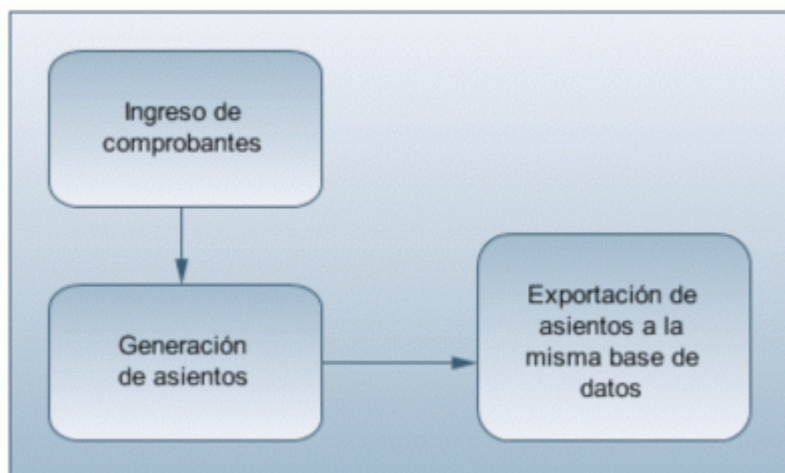 Ingreso de
comprobantes
Generación
de asientos
Exportación de
asientos a la
misma base de
datos